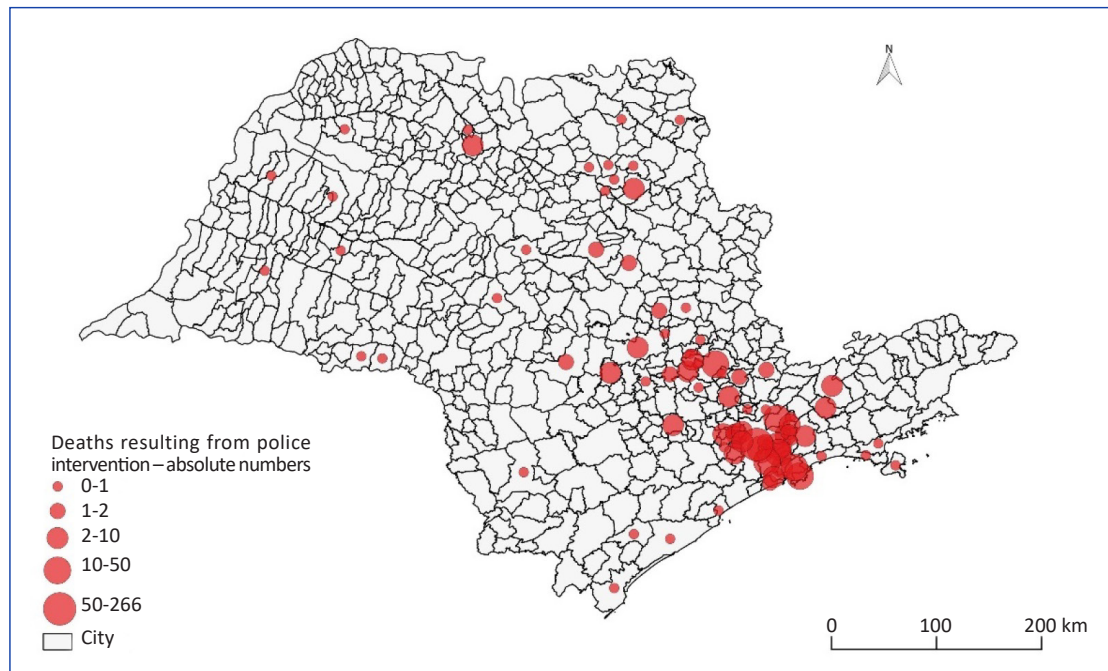 N
Deaths resulting from police
intervention – absolute numbers
0-1
1-2
2-10
10-50
50-266
City
0 100 200 km